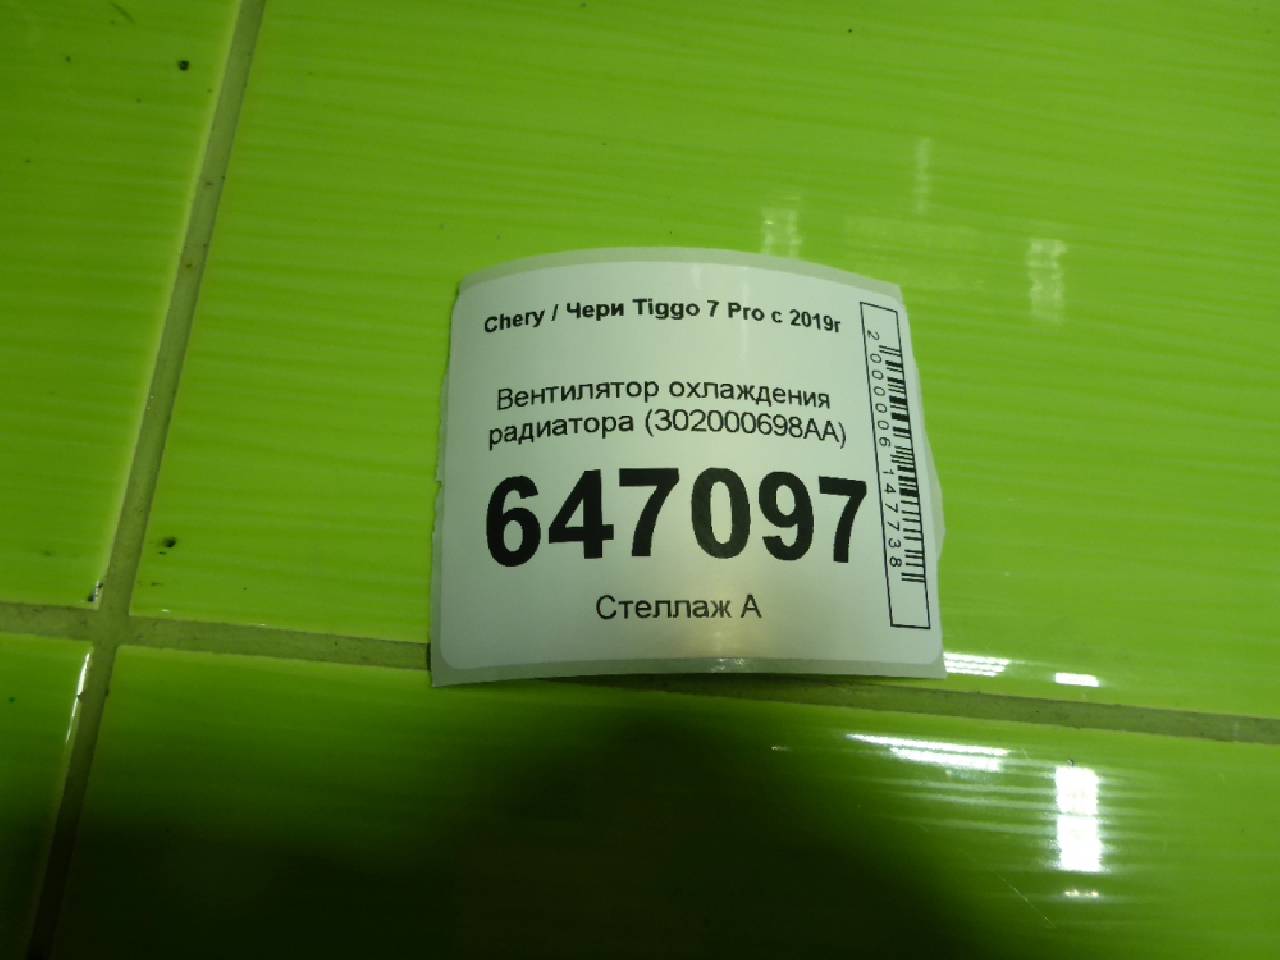 Chery / Чери Tiggo 7 Pro с 2019г
Вентилятор охлаждения
радиатора (302000698AA)
647097
Стеллаж А
2000006147738